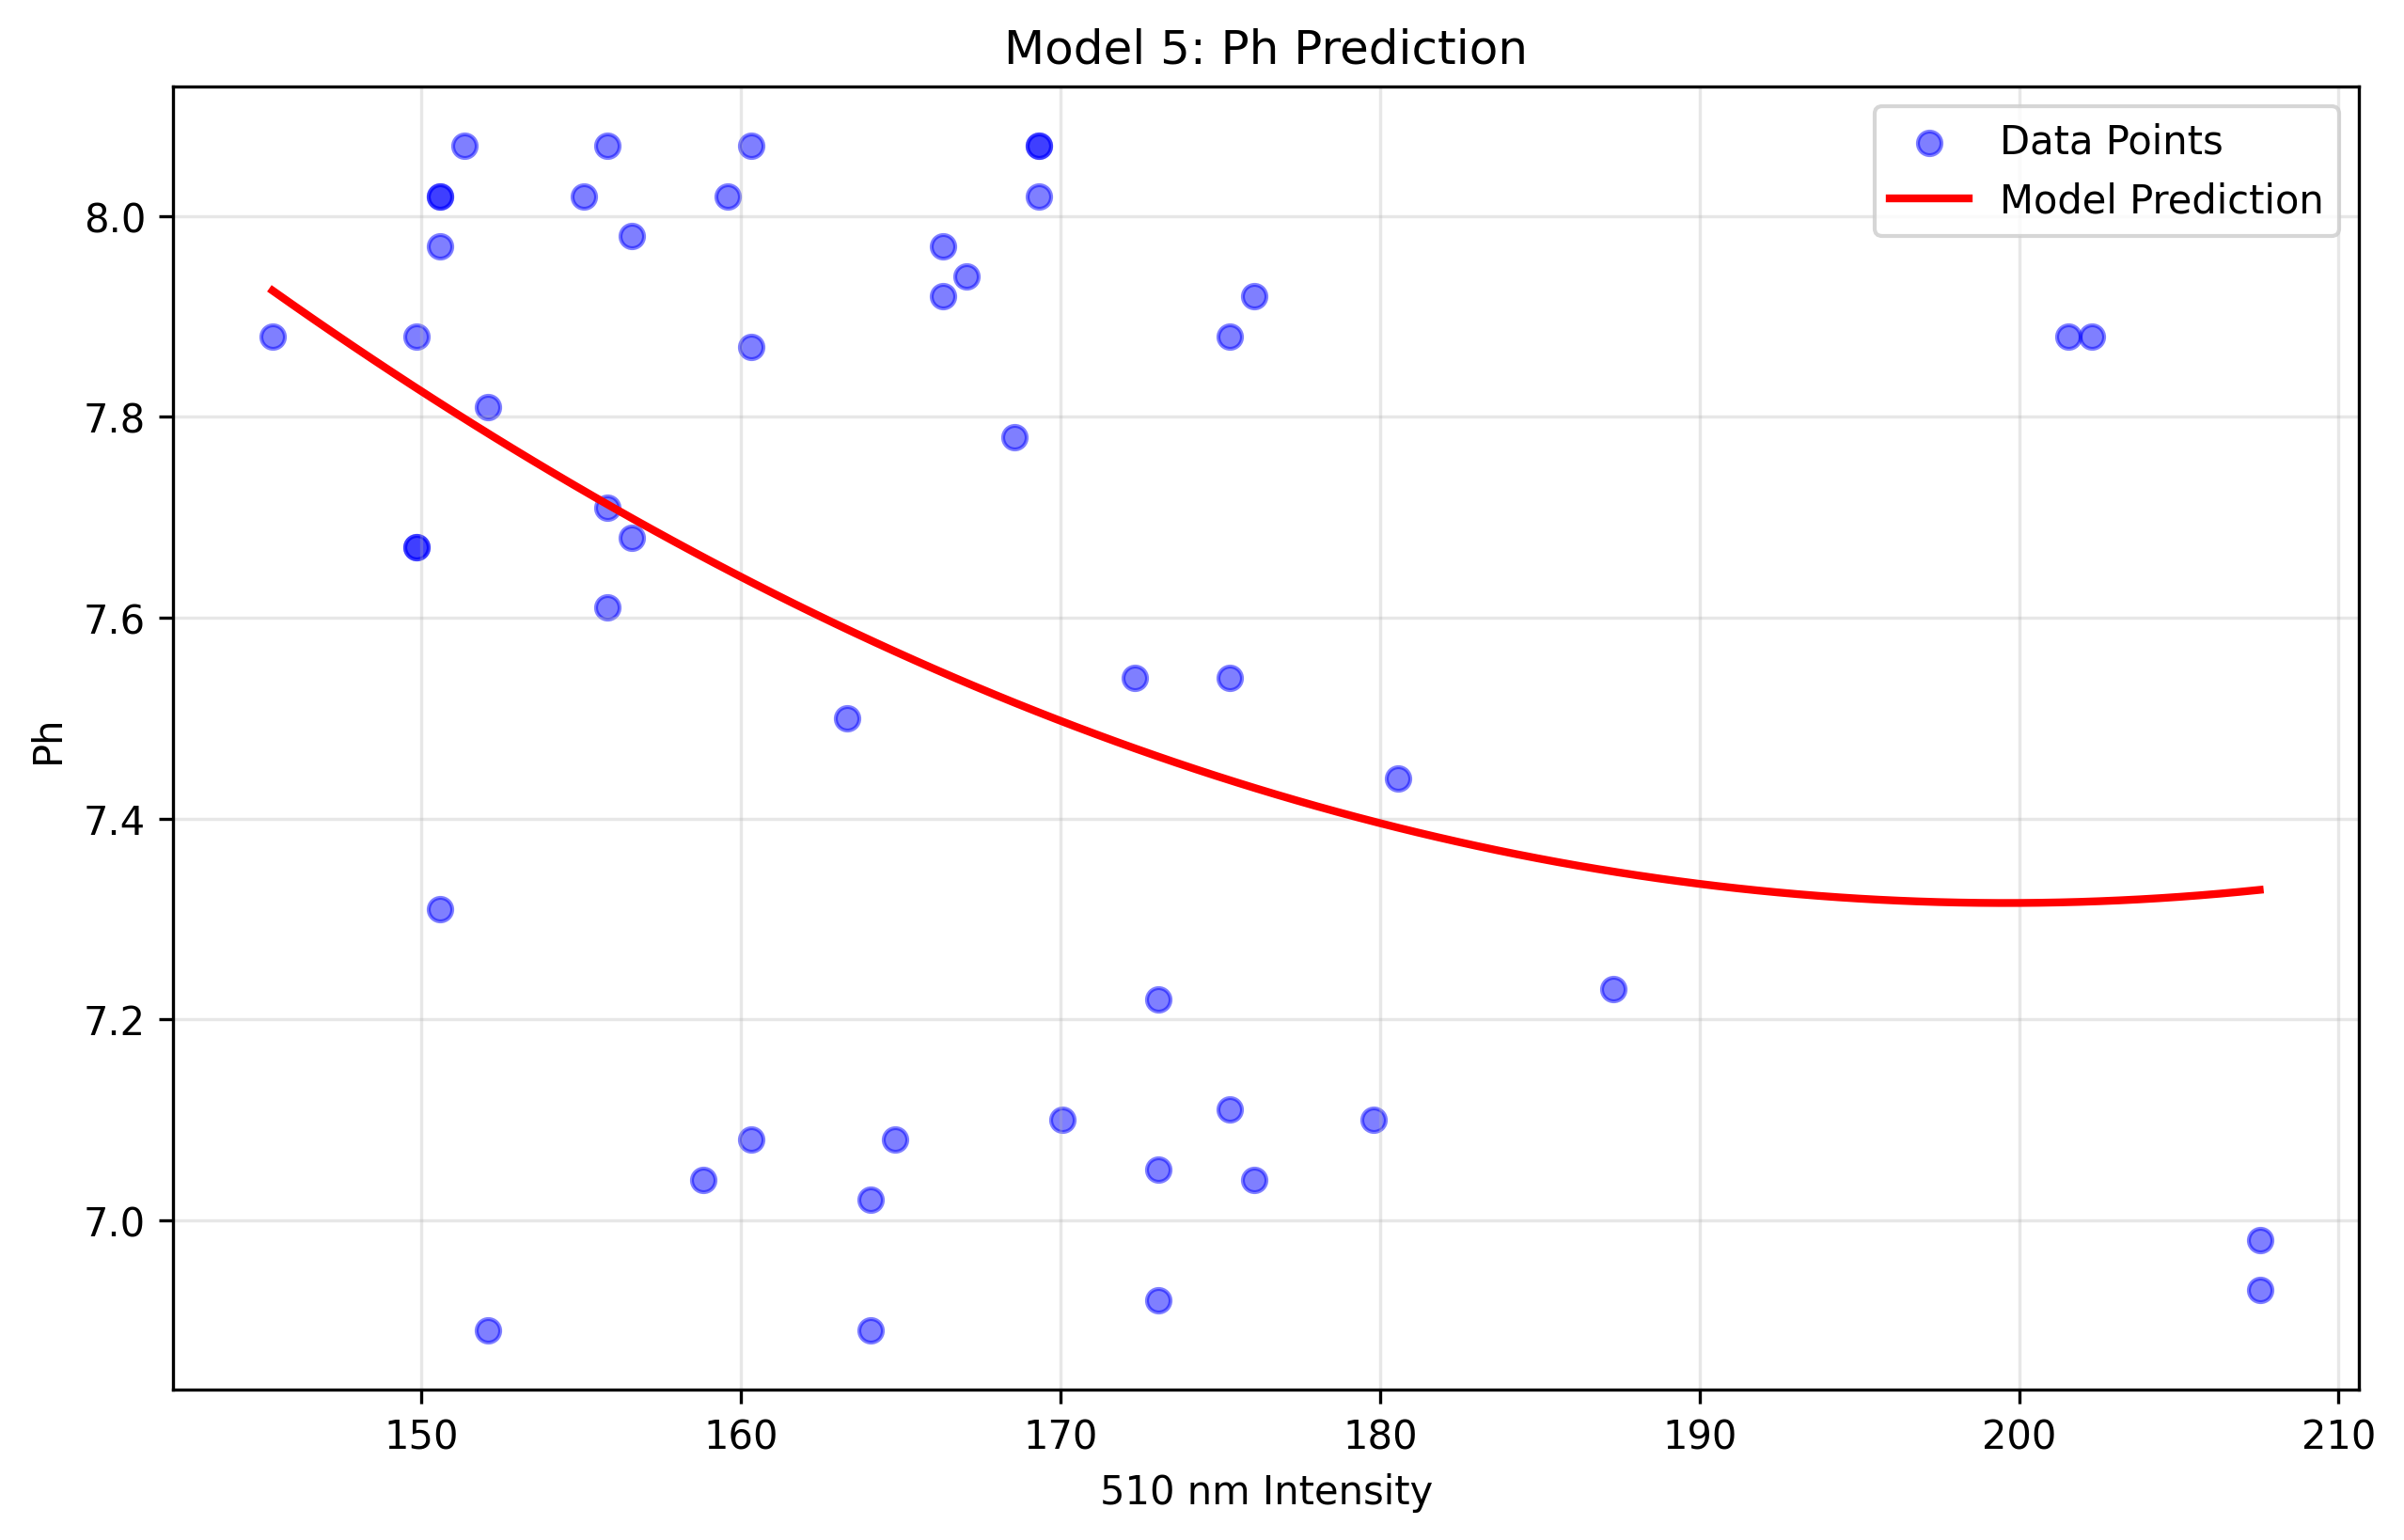 Model 5: Ph Prediction
Data Points
Model Prediction
8.0
7.8
7.6
7.4
7.2
7.0
Ph
150 160 170 180 190 200 210
510 nm Intensity